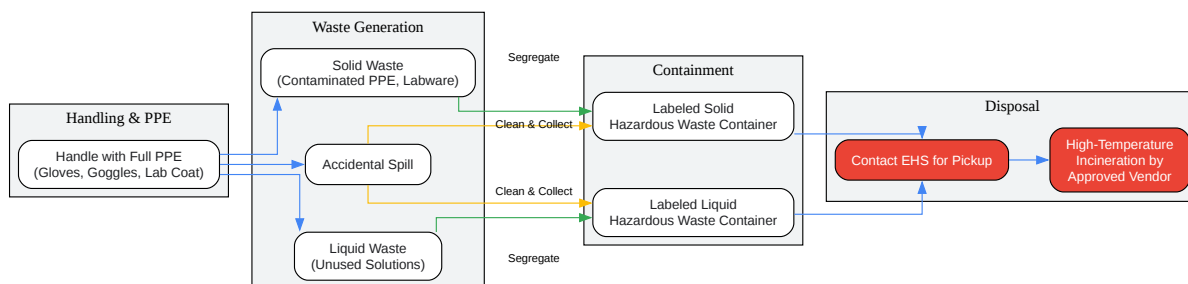 Handling & PPE
Handle with Full PPE
(Gloves, Goggles, Lab Coat)
Waste Generation
Solid Waste
(Contaminated PPE, Labware)
Accidental Spill
Liquid Waste
(Unused Solutions)
Segregate
Clean & Collect
Clean & Collect
Segregate
Containment
Labeled Solid
Hazardous Waste Container
Labeled Liquid
Hazardous Waste Container
Disposal
Contact EHS for Pickup
High-Temperature
Incineration by
Approved Vendor